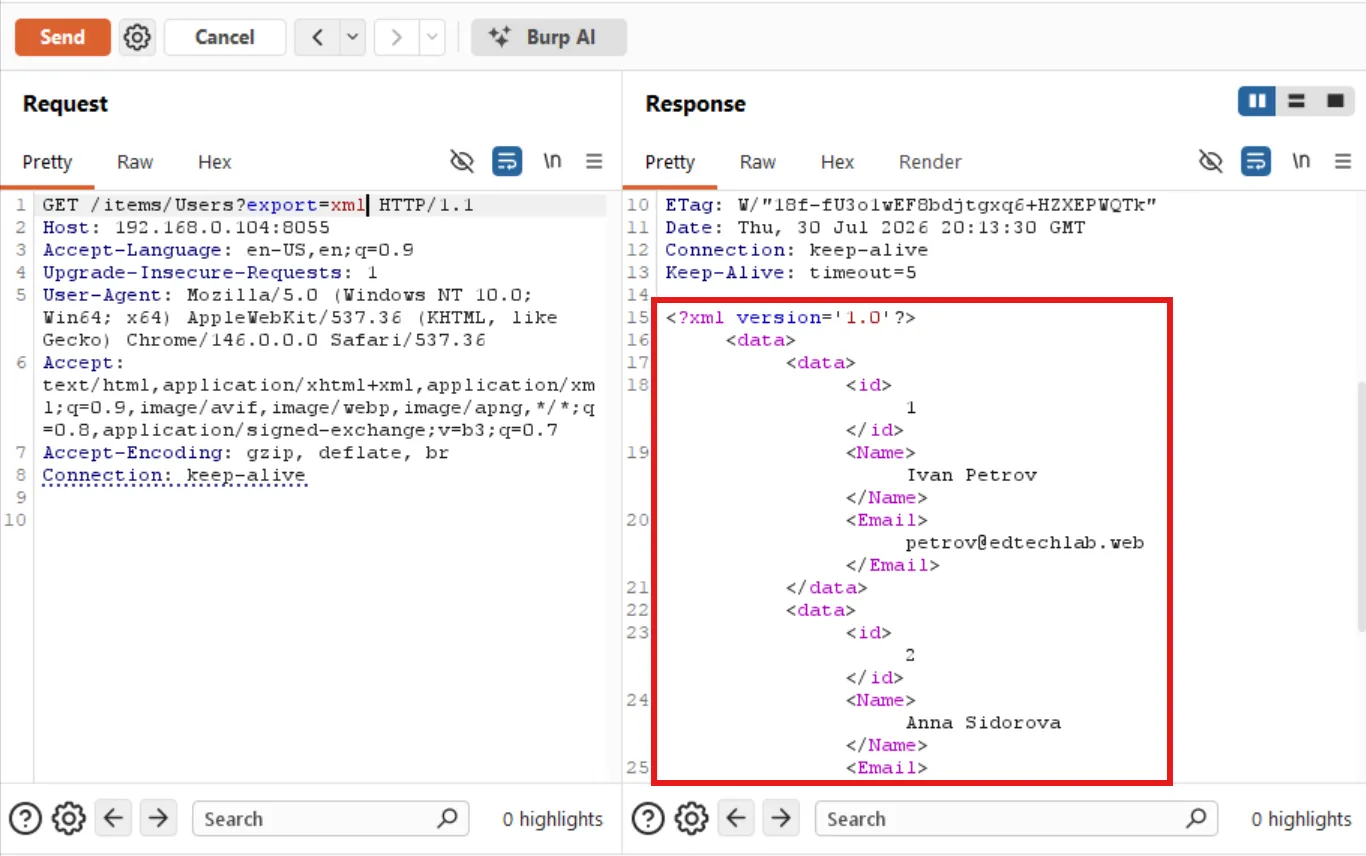 Send Cancel Burp AI
Request
Pretty Raw Hex \n
1 GET /items/Users?export=xml HTTP/1.1
2 Host: 192.168.0.104:8055
3 Accept-Language: en-US,en;q=0.9
4 Upgrade-Insecure-Requests: 1
5 User-Agent: Mozilla/5.0 (Windows NT 10.0;
Win64; x64) AppleWebKit/537.36 (KHTML, like
Gecko) Chrome/146.0.0.0 Safari/537.36
6 Accept:
text/html,application/xhtml+xml,application/xm
l;q=0.9,image/avif,image/webp,image/apng,*/*;q
=0.8,application/signed-exchange;v=b3;q=0.7
7 Accept-Encoding: gzip, deflate, br
8 Connection: keep-alive
9
10
Search 0 highlights
Response
Pretty Raw Hex Render \n
10 ETag: W/"18f-fU3o1wEF8bdjtgxq6+HZXEPWQTk"
11 Date: Thu, 30 Jul 2026 20:13:30 GMT
12 Connection: keep-alive
13 Keep-Alive: timeout=5
14
15 <?xml version='1.0'?>
16 <data>
17 <data>
18 <id>
1
</id>
19 <Name>
Ivan Petrov
</Name>
20 <Email>
petrov@edtechlab.web
</Email>
21 </data>
22 <data>
23 <id>
2
</id>
24 <Name>
Anna Sidorova
</Name>
25 <Email>
Search 0 highlights